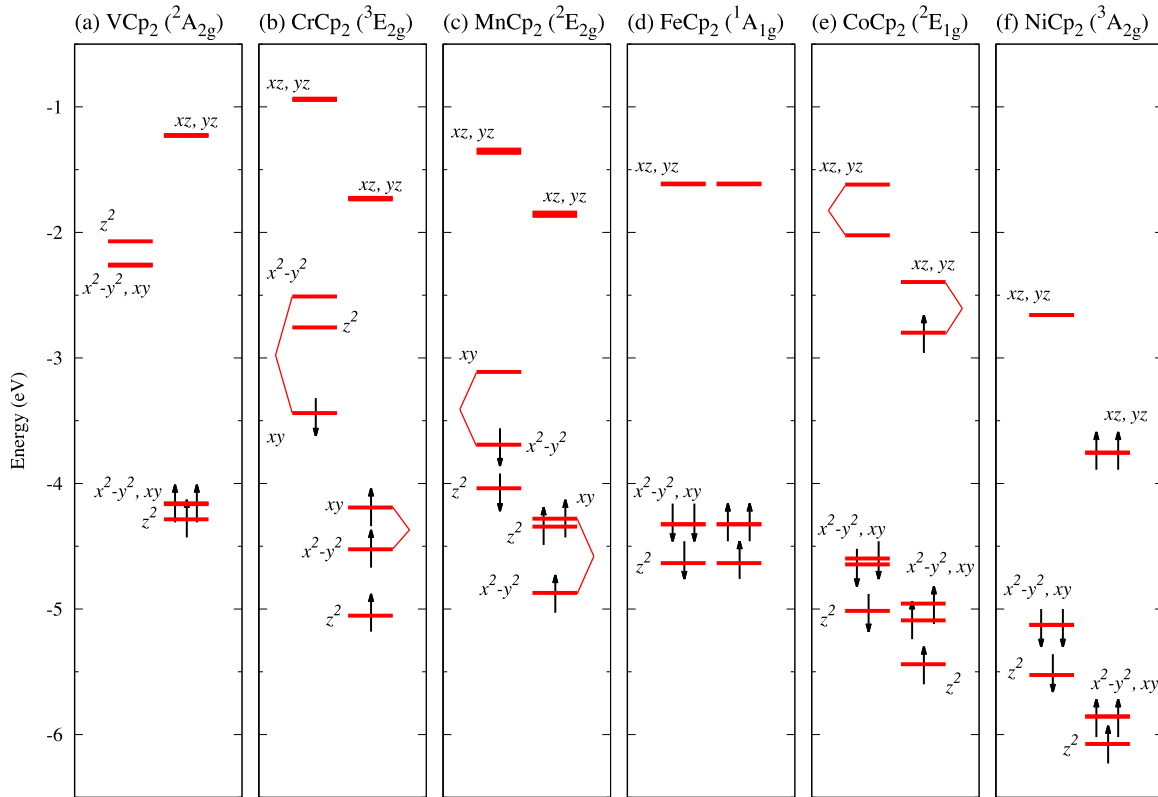 (a) VCp₂ (²A₂g)
(b) CrCp₂ (³E₂g)
(c) MnCp₂ (²E₂g)
(d) FeCp₂ (¹A₁g)
(e) CoCp₂ (²E₁g)
(f) NiCp₂ (³A₂g)
Energy (eV)
-1
-2
-3
-4
-5
-6
xz, yz
z²
x²-y², xy
x²-y², xy
z²
xz, yz
xz, yz
x²-y²
z²
xy
xy
x²-y²
z²
xz, yz
xz, yz
xy
x²-y²
z²
xy
z²
x²-y²
xz, yz
x²-y², xy
z²
xz, yz
xz, yz
x²-y², xy
x²-y², xy
z²
z²
xz, yz
xz, yz
x²-y², xy
z²
x²-y², xy
z²